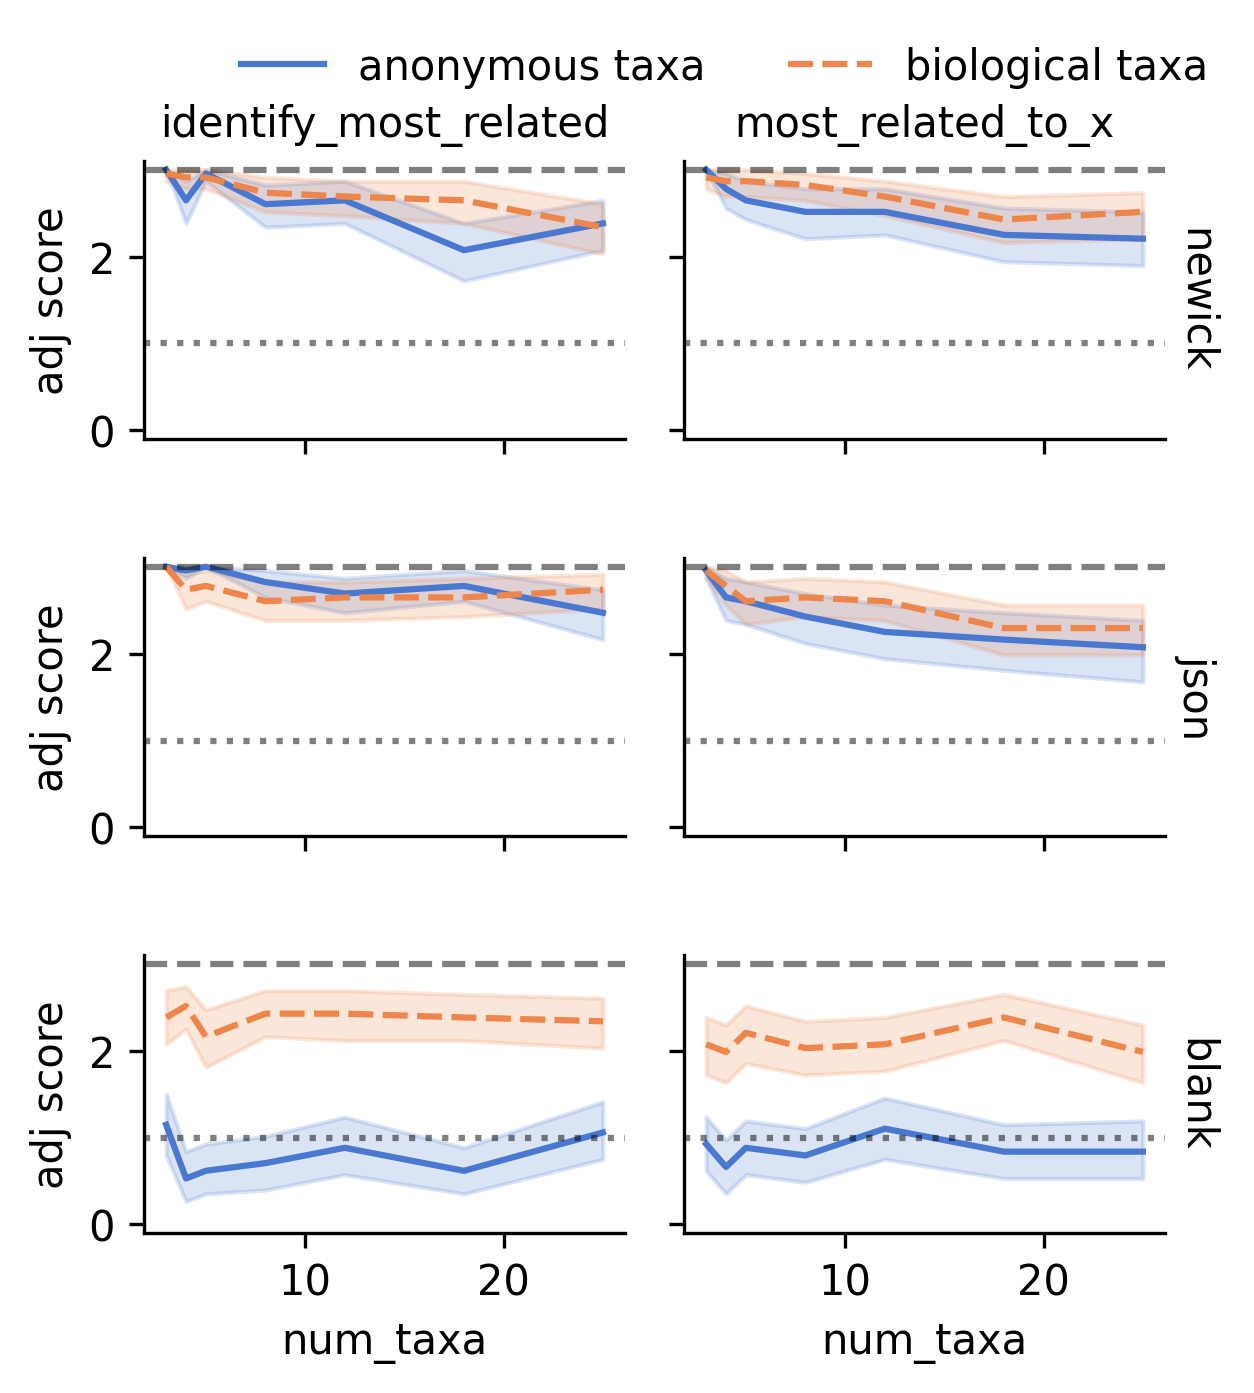 anonymous taxa
biological taxa
identify_most_related
most_related_to_x
adj score
2
0
newick
adj score
2
0
json
adj score
2
0
blank
10
20
10
20
num_taxa
num_taxa